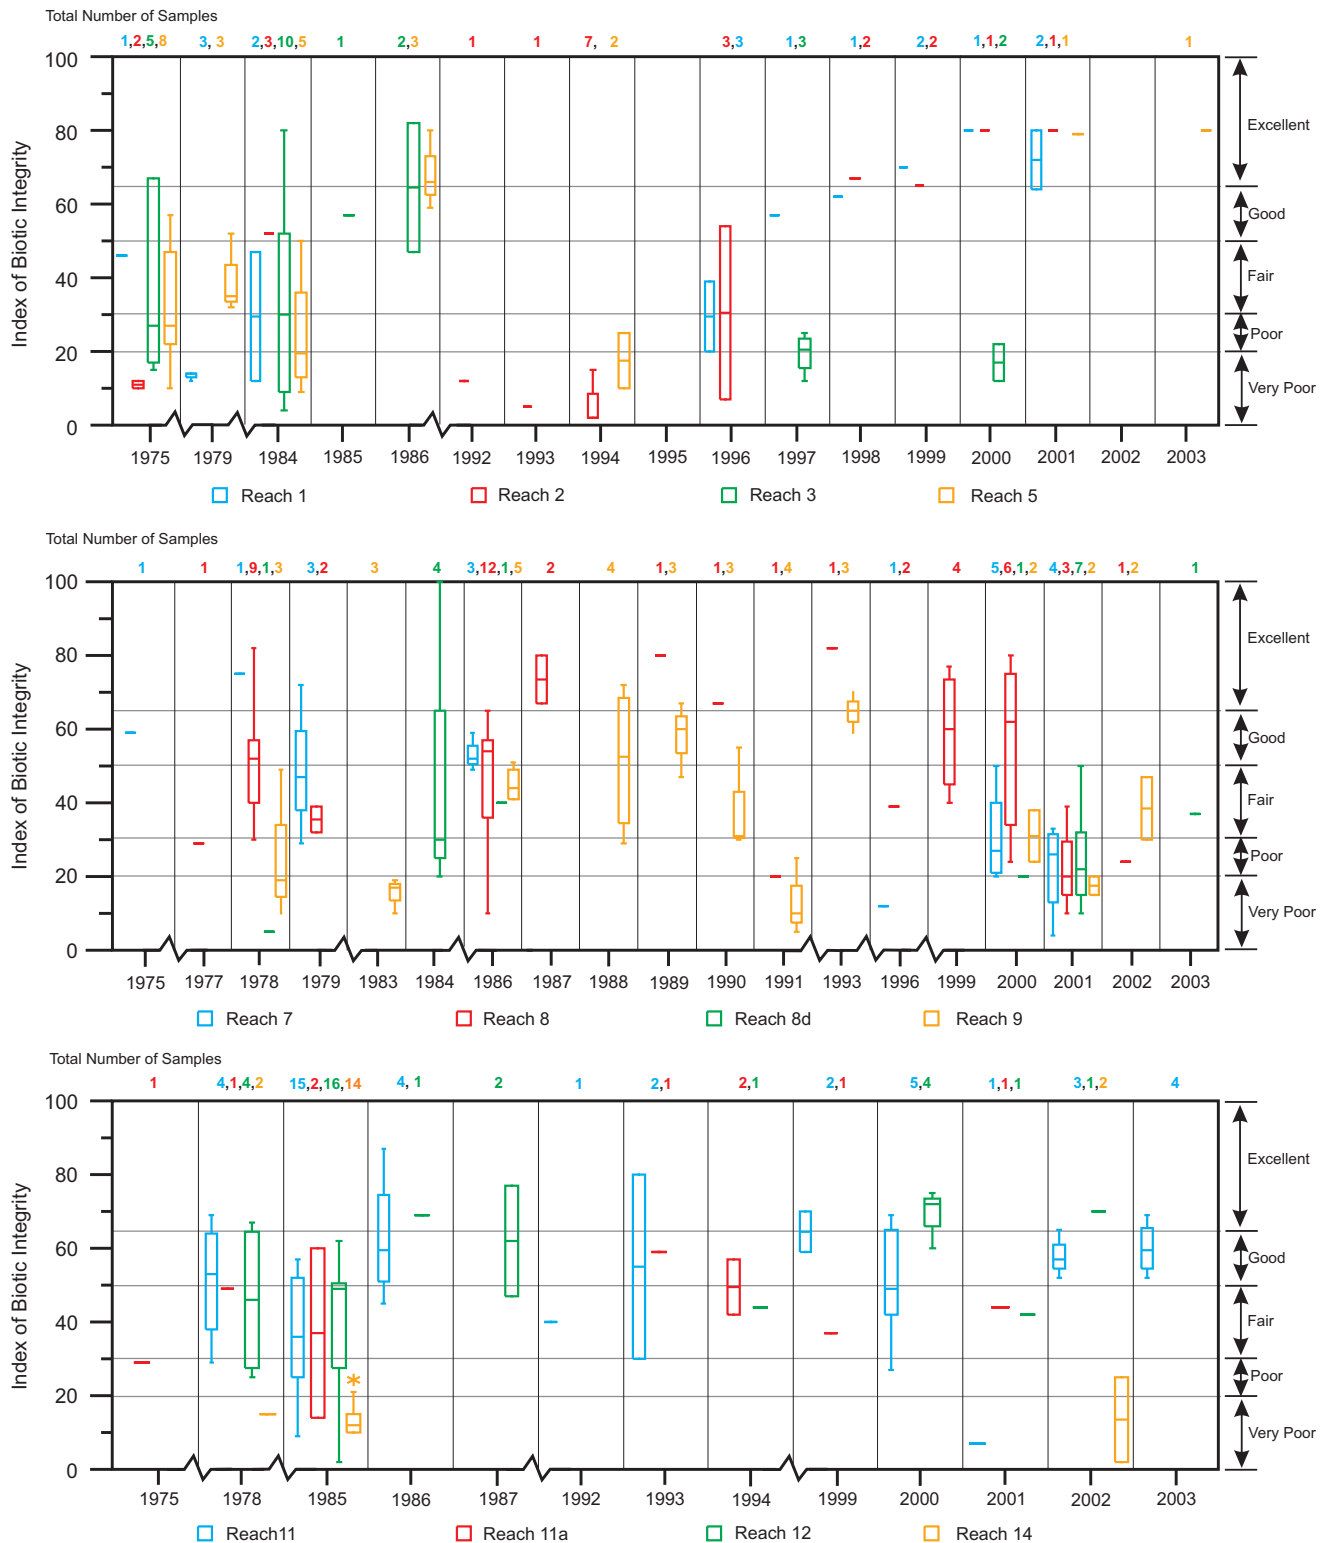 Total Number of Samples
1,2,5,8 3, 3 2,3,10,5 1 2,3 1 1 7, 2 3,3 1,3 1,2 2,2 1,1,2 2,1,1 1
Index of Biotic Integrity
100
80
60
40
20
0
Excellent
Good
Fair
Poor
Very Poor
1975 1979 1984 1985 1986 1992 1993 1994 1995 1996 1997 1998 1999 2000 2001 2002 2003
Reach 1 Reach 2 Reach 3 Reach 5
Total Number of Samples
1 1 1,9,1,3 3,2 3 4 3,12,1,5 2 4 1,3 1,3 1,4 1,3 1,2 4 5,6,1,2 4,3,7,2 1,2 1
Index of Biotic Integrity
100
80
60
40
20
0
Excellent
Good
Fair
Poor
Very Poor
1975 1977 1978 1979 1983 1984 1986 1987 1988 1989 1990 1991 1993 1996 1999 2000 2001 2002 2003
Reach 7 Reach 8 Reach 8d Reach 9
Total Number of Samples
1 4,1,4,2 15,2,16,14 4, 1 2 1 2,1 2,1 2,1 5,4 1,1,1 3,1,2 4
Index of Biotic Integrity
100
80
60
40
20
0
Excellent
Good
Fair
Poor
Very Poor
1975 1978 1985 1986 1987 1992 1993 1994 1999 2000 2001 2002 2003
Reach11 Reach 11a Reach 12 Reach 14